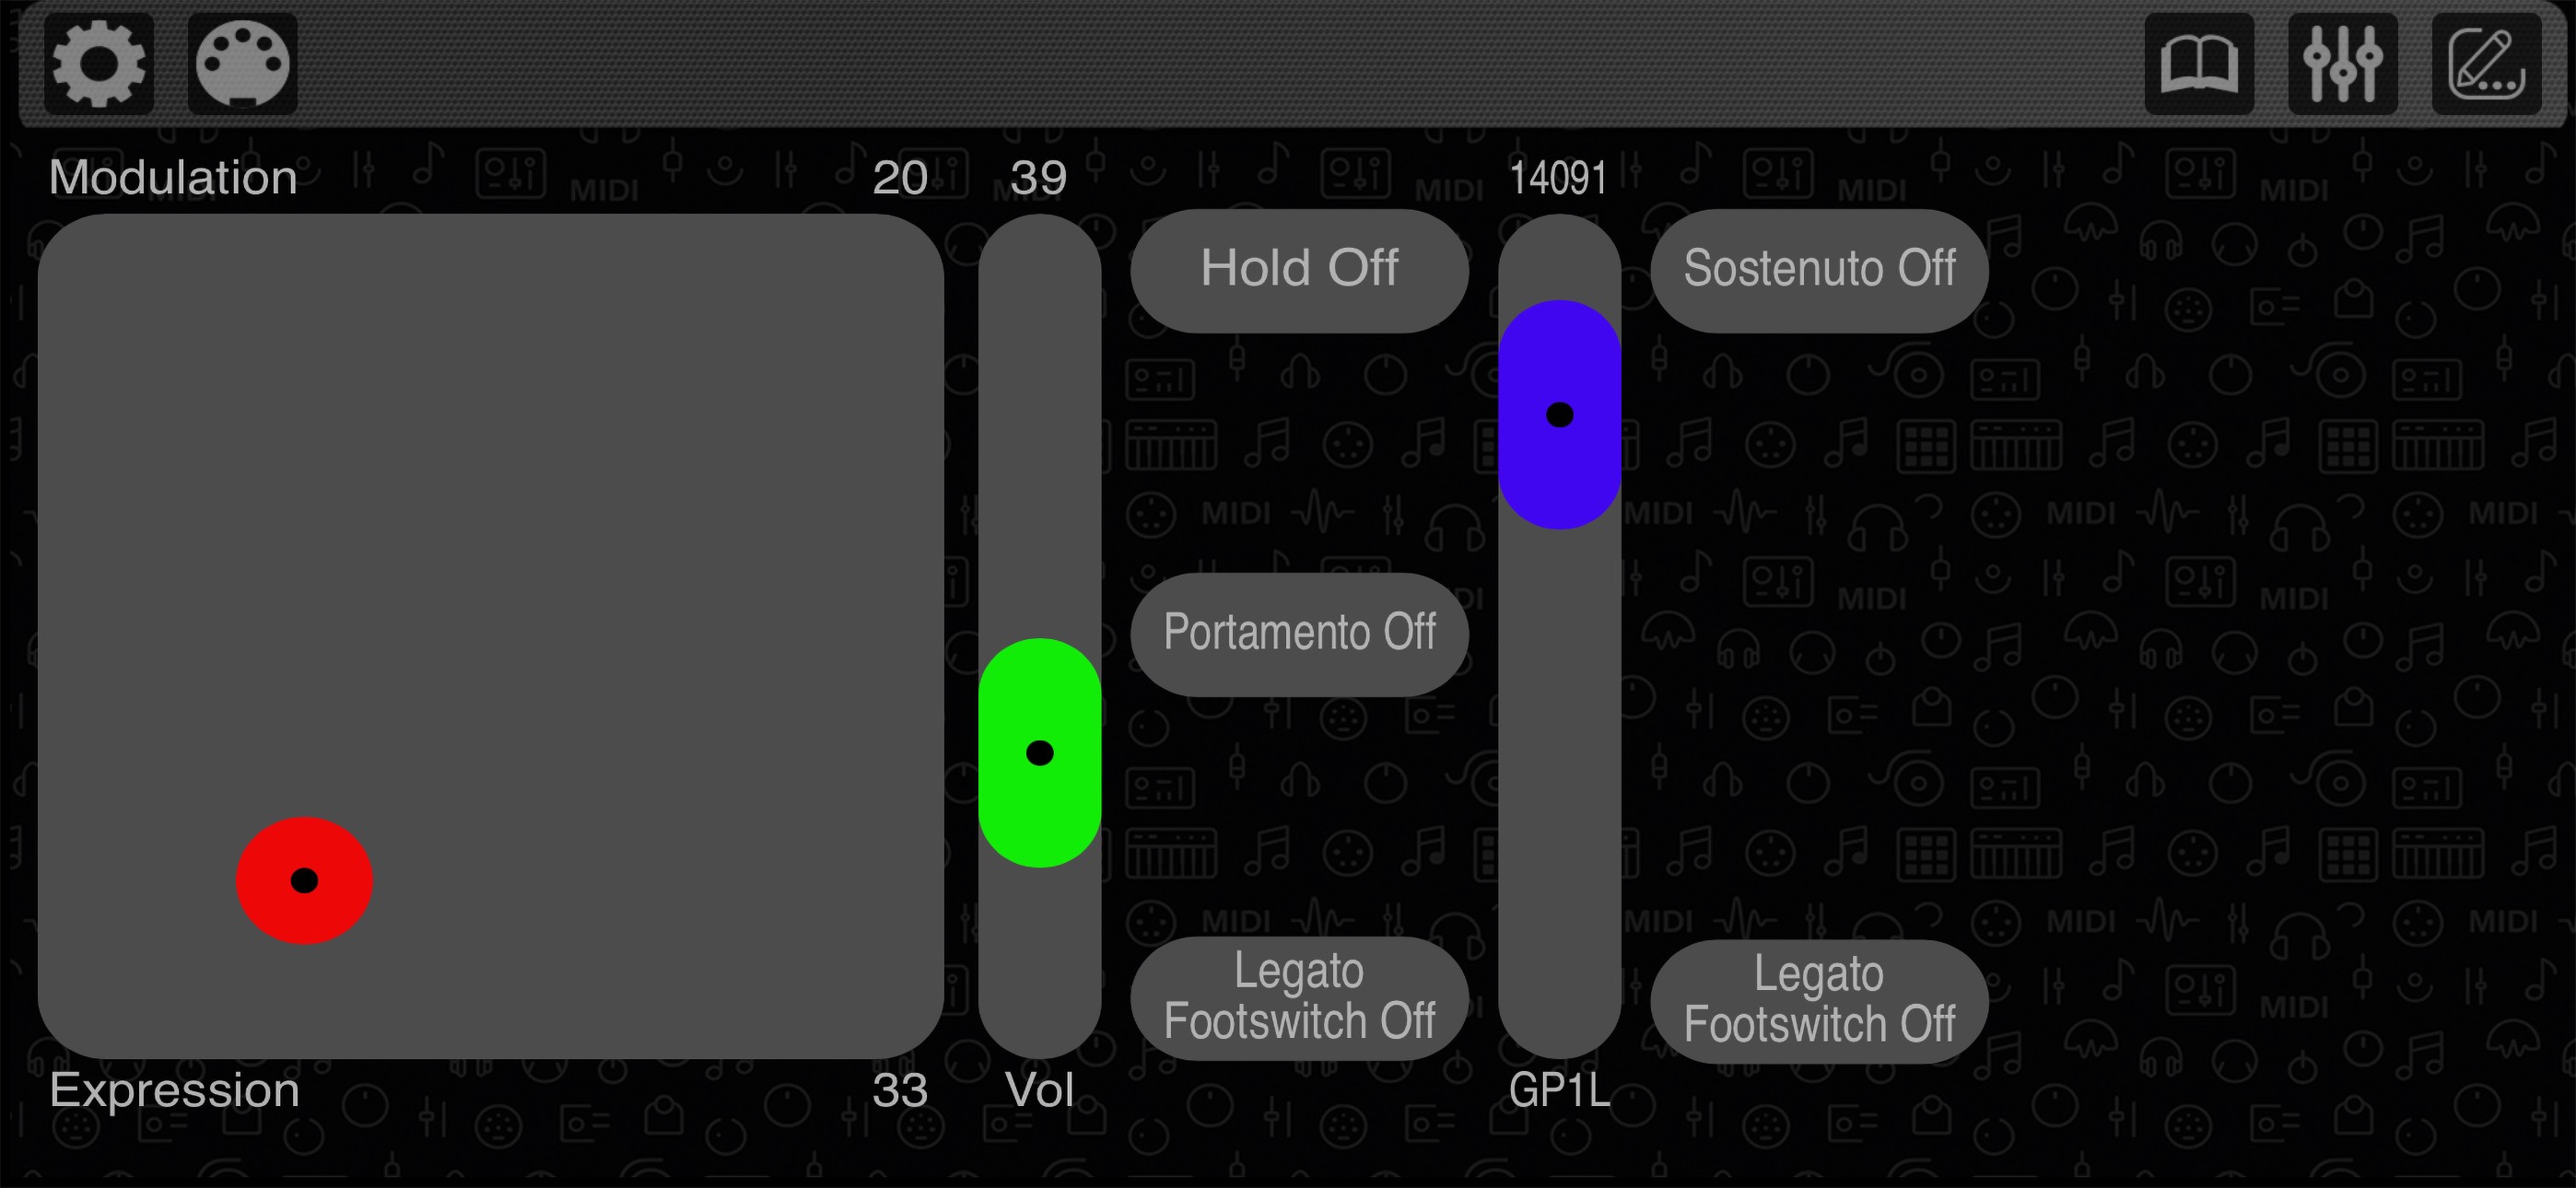 Modulation 20 39 14091
Hold Off
Sostenuto Off
Portamento Off
Legato
Footswitch Off
Legato
Footswitch Off
Expression 33 Vol GP1L
MIDI